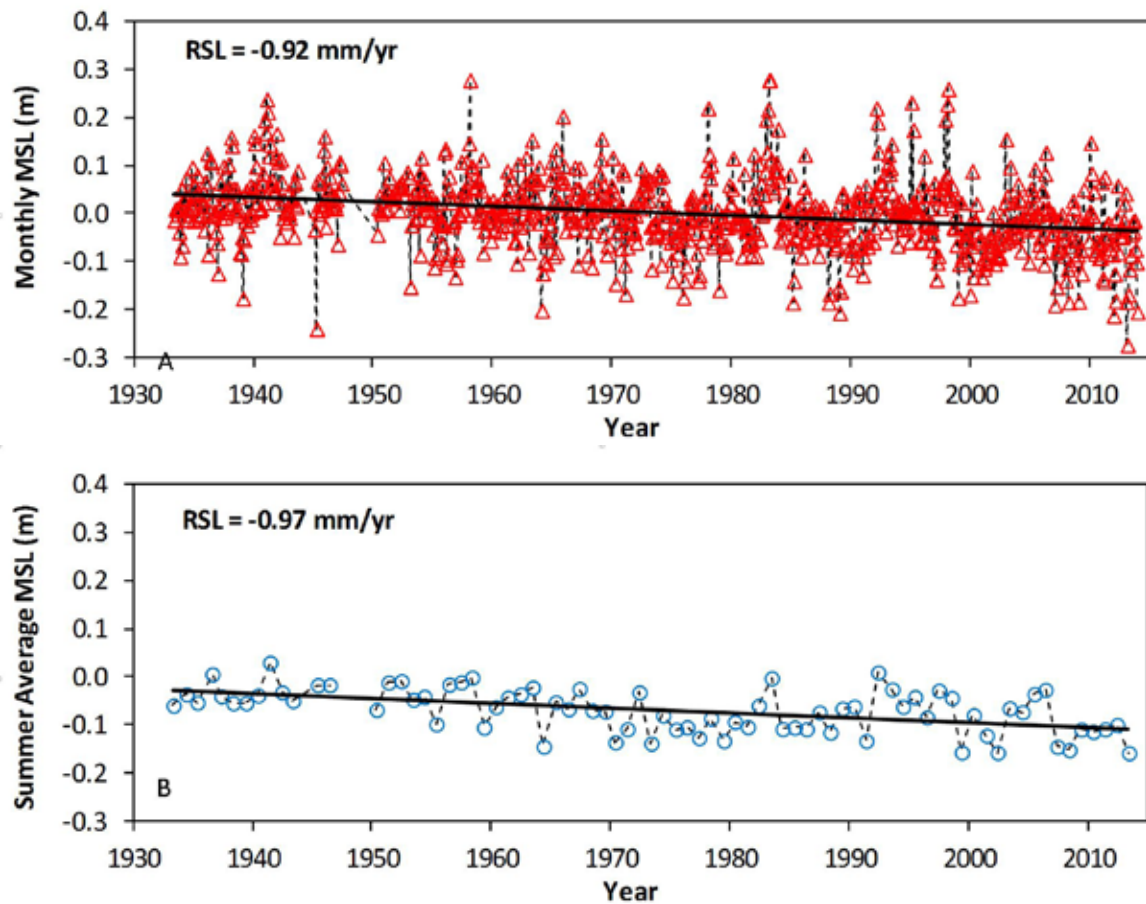 0.4
0.3
0.2
0.1
0.0
-0.1
-0.2
-0.3
Monthly MSL (m)
RSL = -0.92 mm/yr
A
1930 1940 1950 1960 1970 1980 1990 2000 2010
Year
0.4
0.3
0.2
0.1
0.0
-0.1
-0.2
-0.3
Summer Average MSL (m)
RSL = -0.97 mm/yr
B
1930 1940 1950 1960 1970 1980 1990 2000 2010
Year